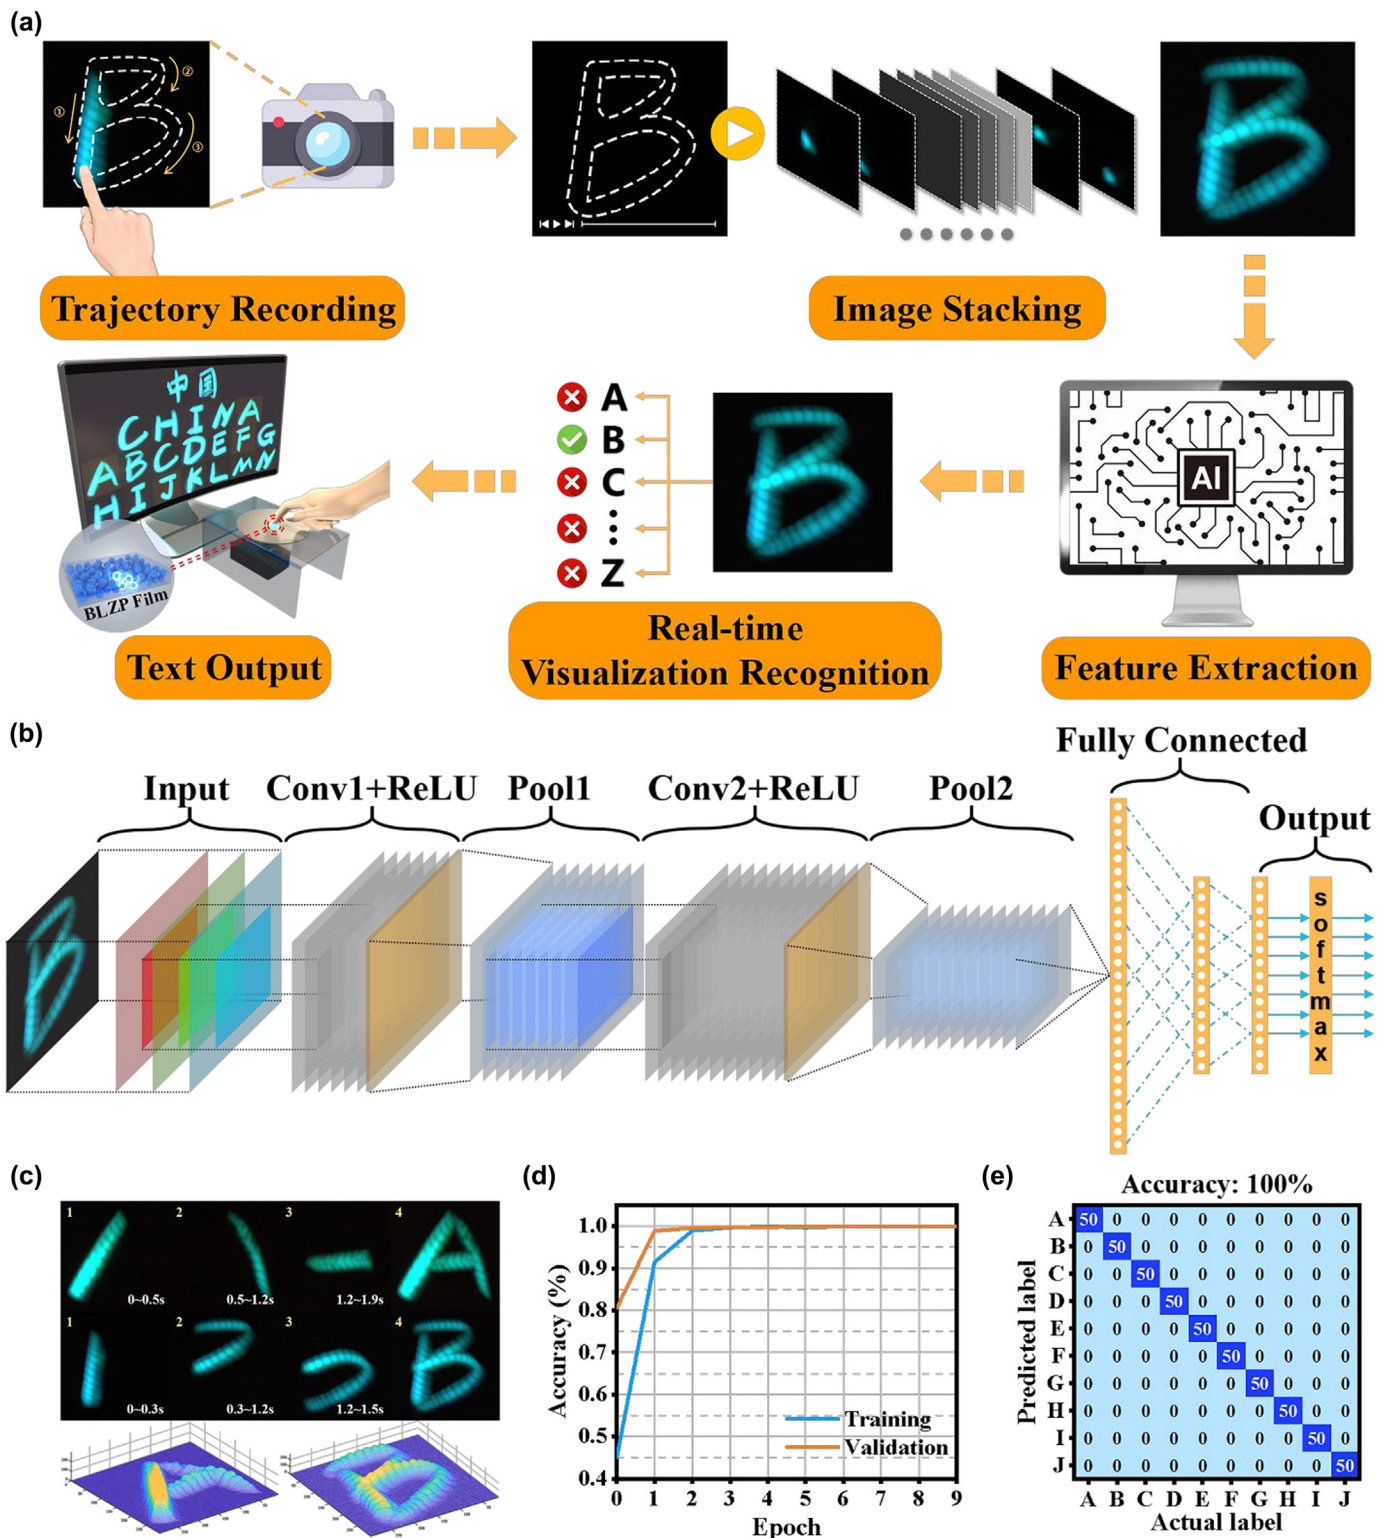 (a)
①
②
③
Trajectory Recording
Image Stacking
中国
CHINA
ABCDEFG
HIJKLMN
BLZP Film
Text Output
A
B
C
⋮
Z
Real-time
Visualization Recognition
AI
Feature Extraction
(b)
Input
Conv1+ReLU
Pool1
Conv2+ReLU
Pool2
Fully Connected
Output
softmax
(c)
1
2
3
4
0~0.5s
0.5~1.2s
1.2~1.9s
1
2
3
4
0~0.3s
0.3~1.2s
1.2~1.5s
(d)
Accuracy (%)
1.0
0.9
0.8
0.7
0.6
0.5
0.4
Training
Validation
0 1 2 3 4 5 6 7 8 9
Epoch
(e)
Accuracy: 100%
Predicted label
A 50 0 0 0 0 0 0 0 0 0
B 0 50 0 0 0 0 0 0 0 0
C 0 0 50 0 0 0 0 0 0 0
D 0 0 0 50 0 0 0 0 0 0
E 0 0 0 0 50 0 0 0 0 0
F 0 0 0 0 0 50 0 0 0 0
G 0 0 0 0 0 0 50 0 0 0
H 0 0 0 0 0 0 0 50 0 0
I 0 0 0 0 0 0 0 0 50 0
J 0 0 0 0 0 0 0 0 0 50
A B C D E F G H I J
Actual label